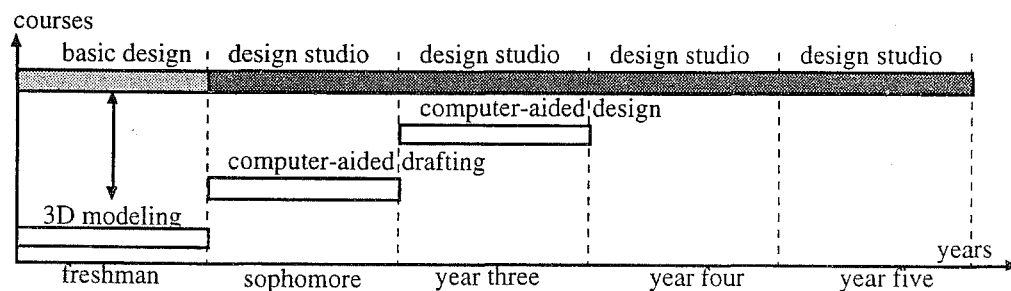 courses
basic design design studio design studio design studio design studio
computer-aided design
computer-aided drafting
3D modeling
years
freshman sophomore year three year four year five